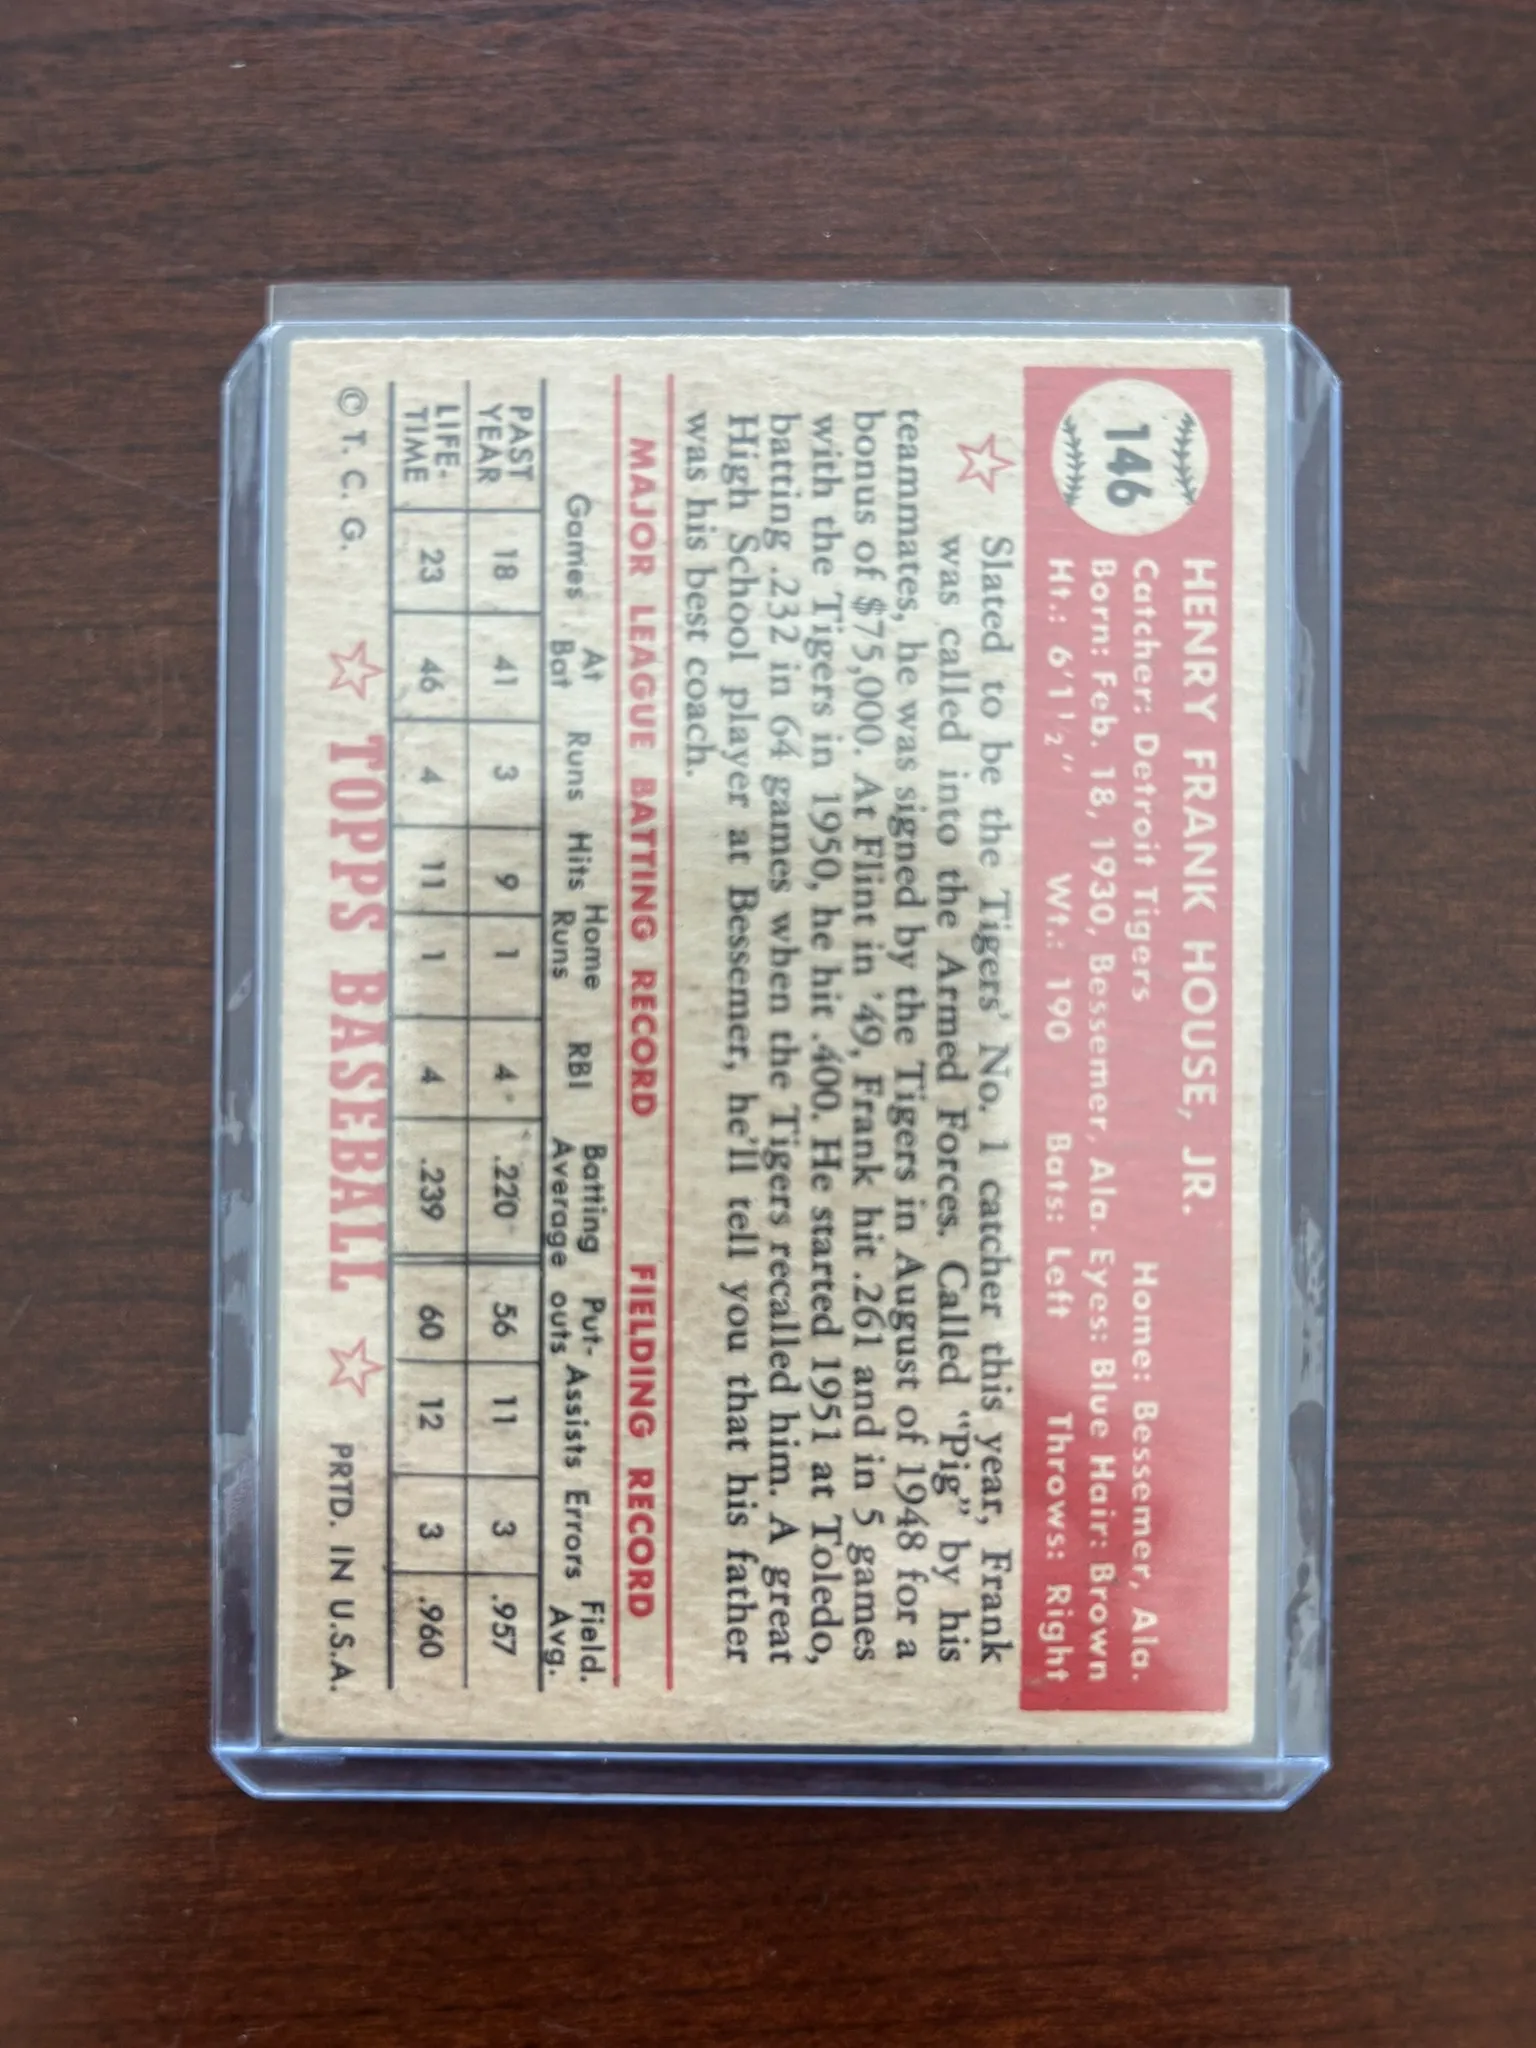 146
HENRY FRANK HOUSE, JR.
Catcher: Detroit Tigers Home: Bessemer, Ala.
Born: Feb. 18, 1930, Bessemer, Ala. Eyes: Blue Hair: Brown
Ht.: 6'1½" Wt.: 190 Bats: Left Throws: Right
Slated to be the Tigers' No. 1 catcher this year, Frank
was called into the Armed Forces. Called "Pig" by his
teammates, he was signed by the Tigers in August of 1948 for a
bonus of $75,000. At Flint in '49, Frank hit .261 and in 5 games
with the Tigers in 1950, he hit .400. He started 1951 at Toledo,
batting .232 in 64 games when the Tigers recalled him. A great
High School player at Bessemer, he'll tell you that his father
was his best coach.
MAJOR LEAGUE BATTING RECORD FIELDING RECORD
Games At Bat Runs Hits Home Runs RBI Batting Average Put-outs Assists Errors Field. Avg.
PAST YEAR 18 41 3 9 1 4 .220 56 11 3 .957
LIFE-TIME 23 46 4 11 1 4 .239 60 12 3 .960
© T. C. G. TOPPS BASEBALL PRTD. IN U.S.A.